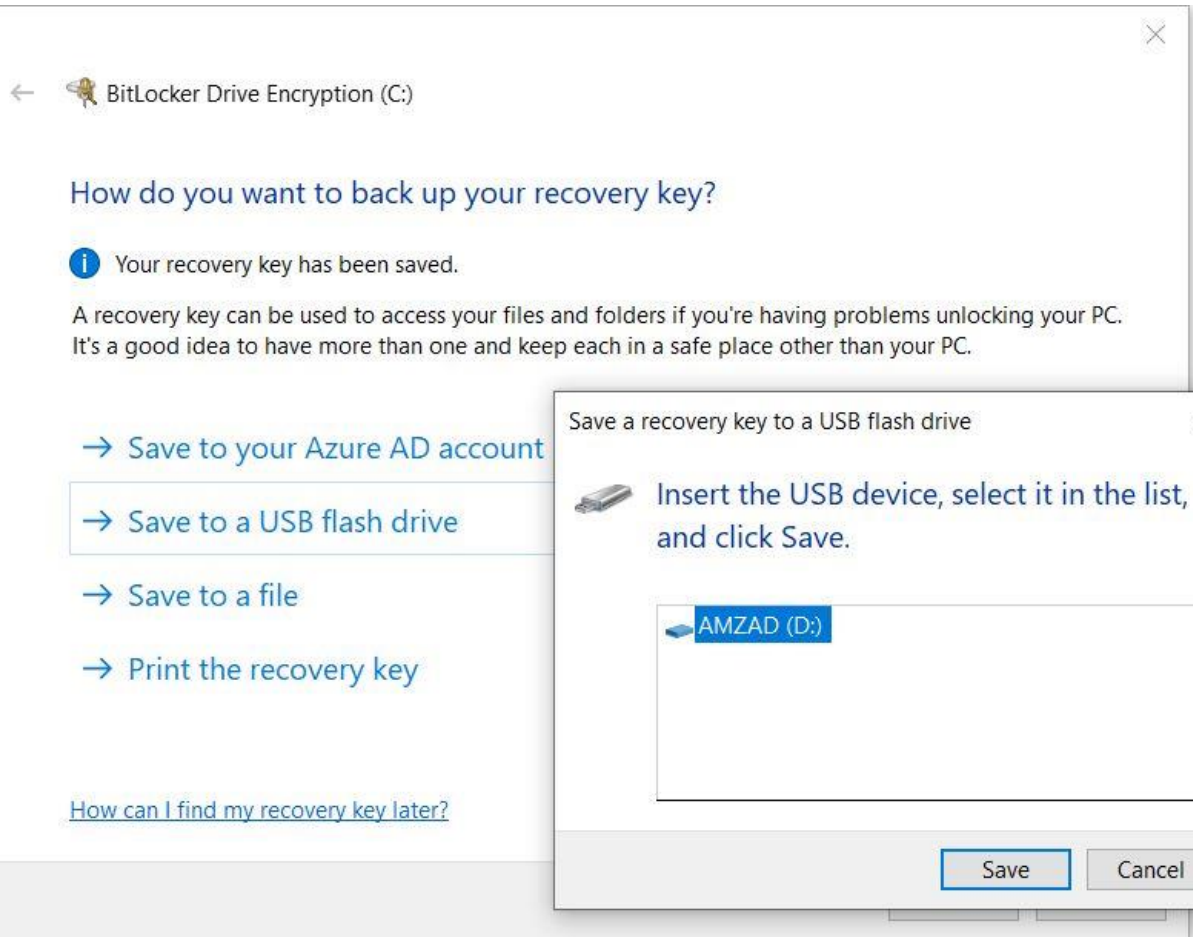 BitLocker Drive Encryption (C:)
How do you want to back up your recovery key?
i Your recovery key has been saved.
A recovery key can be used to access your files and folders if you're having problems unlocking your PC.
It's a good idea to have more than one and keep each in a safe place other than your PC.
→ Save to your Azure AD account
→ Save to a USB flash drive
→ Save to a file
→ Print the recovery key
How can I find my recovery key later?
Save a recovery key to a USB flash drive
Insert the USB device, select it in the list,
and click Save.
AMZAD (D:)
Save Cancel